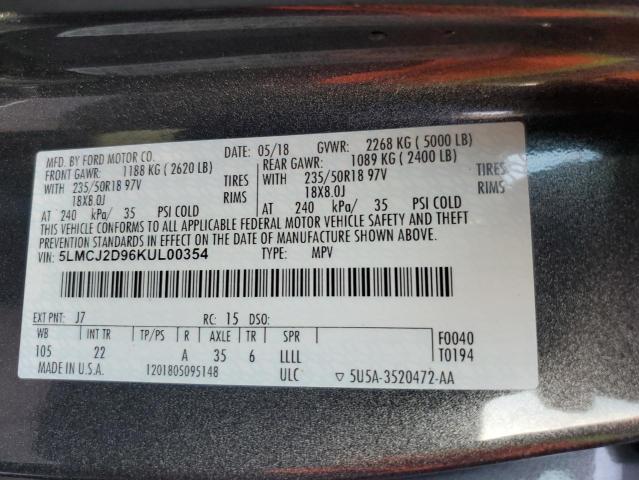 MFD. BY FORD MOTOR CO.
DATE: 05/18 GVWR: 2268 KG ( 5000 LB)
FRONT GAWR: 1188 KG ( 2620 LB)
REAR GAWR: 1089 KG ( 2400 LB)
WITH 235/50R18 97V TIRES
WITH 235/50R18 97V TIRES
18X8.0J RIMS
18X8.0J RIMS
AT 240 kPa/ 35 PSI COLD
AT 240 kPa/ 35 PSI COLD
THIS VEHICLE CONFORMS TO ALL APPLICABLE FEDERAL MOTOR VEHICLE SAFETY AND THEFT
PREVENTION STANDARDS IN EFFECT ON THE DATE OF MANUFACTURE SHOWN ABOVE.
VIN: 5LMCJ2D96KUL00354 TYPE: MPV
EXT PNT: J7 RC: 15 DSO:
WB INT TR TP/PS R AXLE TR SPR
105 22 A 35 6 LLLL
F0040
T0194
MADE IN U.S.A. 1201805095148 ULC ▽ 5U5A-3520472-AA